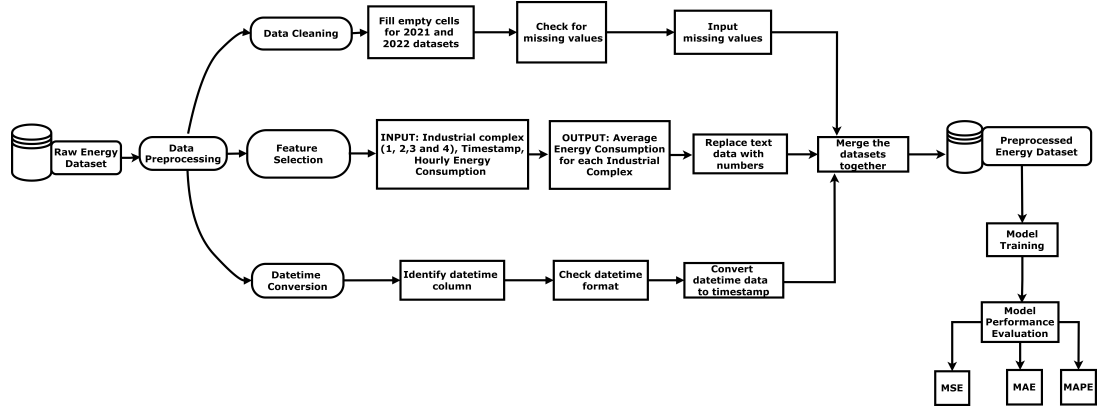 Data Cleaning
Fill empty cells
for 2021 and
2022 datasets
Check for
missing values
Input
missing values
Raw Energy
Dataset
Data
Preprocessing
Feature
Selection
INPUT: Industrial complex
(1, 2,3 and 4), Timestamp,
Hourly Energy
Consumption
OUTPUT: Average
Energy Consumption
for each Industrial
Complex
Replace text
data with
numbers
Merge the
datasets
together
Preprocessed
Energy Dataset
Datetime
Conversion
Identify datetime
column
Check datetime
format
Convert
datetime data
to timestamp
Model
Training
Model
Performance
Evaluation
MSE
MAE
MAPE